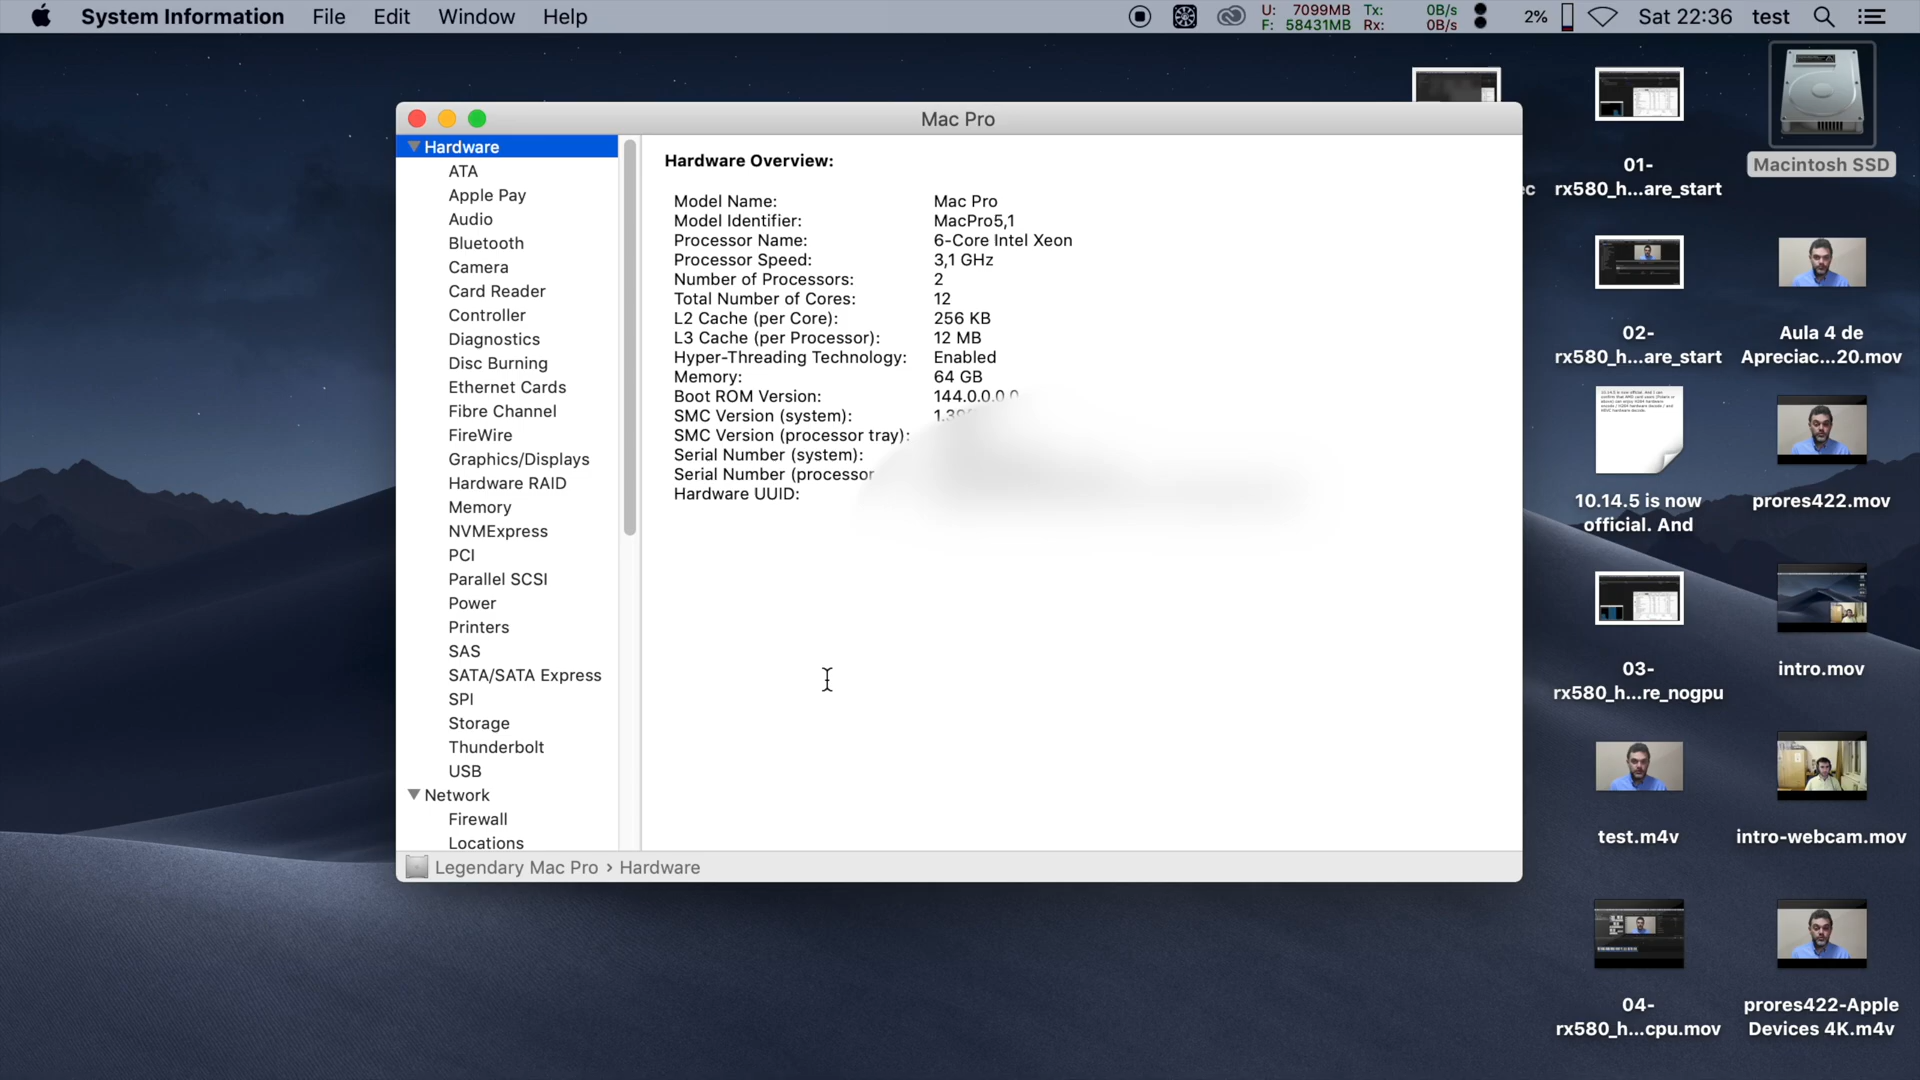 System Information File Edit Window Help
U: 7099MB Tx: 0B/s
F: 58431MB Rx: 0B/s
2% Sat 22:36 test
Mac Pro
Hardware
ATA
Apple Pay
Audio
Bluetooth
Camera
Card Reader
Controller
Diagnostics
Disc Burning
Ethernet Cards
Fibre Channel
FireWire
Graphics/Displays
Hardware RAID
Memory
NVMExpress
PCI
Parallel SCSI
Power
Printers
SAS
SATA/SATA Express
SPI
Storage
Thunderbolt
USB
Network
Firewall
Locations
Hardware Overview:
Model Name: Mac Pro
Model Identifier: MacPro5,1
Processor Name: 6-Core Intel Xeon
Processor Speed: 3,1 GHz
Number of Processors: 2
Total Number of Cores: 12
L2 Cache (per Core): 256 KB
L3 Cache (per Processor): 12 MB
Hyper-Threading Technology: Enabled
Memory: 64 GB
Boot ROM Version: 144.0.0.0.0
SMC Version (system):
SMC Version (processor tray):
Serial Number (system):
Serial Number (processor
Hardware UUID:
Legendary Mac Pro › Hardware
01-
rx580_h...are_start
Macintosh SSD
02-
rx580_h...are_start
Aula 4 de
Apreciac...20.mov
10.14.5 is now
official. And
prores422.mov
03-
rx580_h...re_nogpu
intro.mov
test.m4v
intro-webcam.mov
04-
rx580_h...cpu.mov
prores422-Apple
Devices 4K.m4v